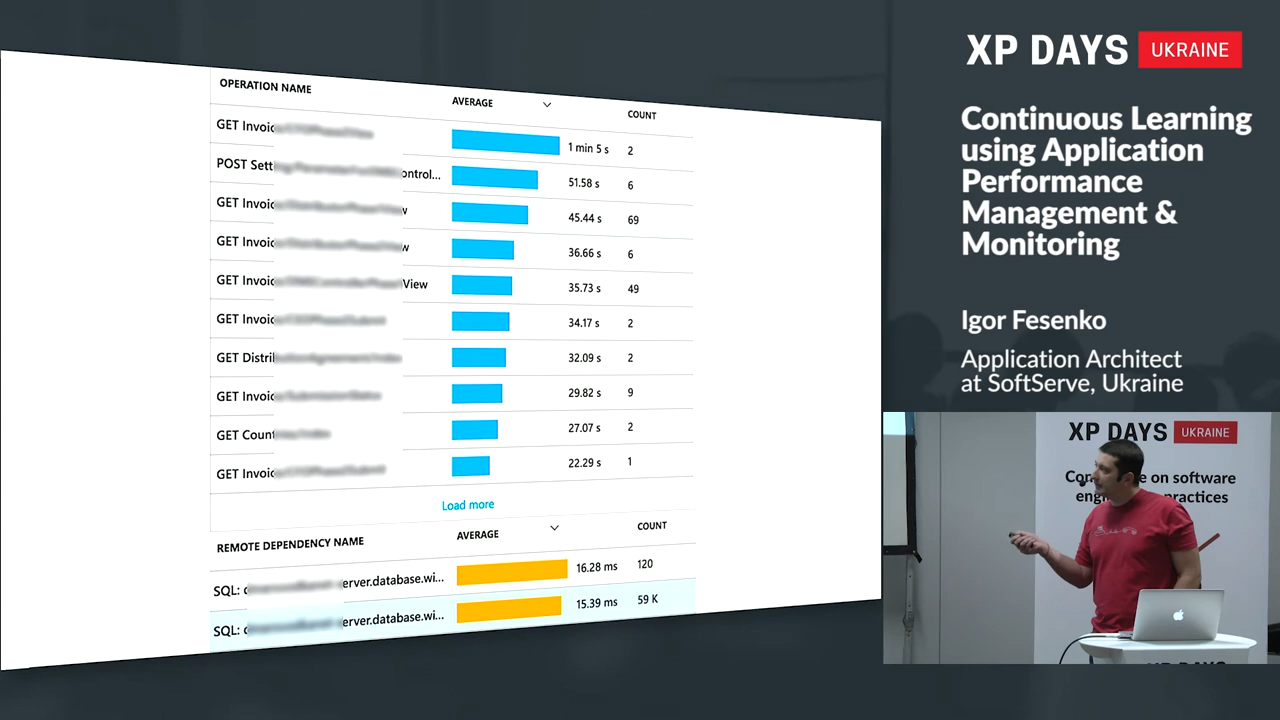 OPERATION NAME AVERAGE COUNT
GET Invoic 1 min 5 s 2
POST Sett ontrol... 51.58 s 6
GET Invoic w 45.44 s 69
GET Invoic w 36.66 s 6
GET Invoic View 35.73 s 49
GET Invoic 34.17 s 2
GET Distri 32.09 s 2
GET Invoic 29.82 s 9
GET Coun 27.07 s 2
GET Invoic 22.29 s 1
Load more
REMOTE DEPENDENCY NAME AVERAGE COUNT
SQL: erver.database.wi... 16.28 ms 120
SQL: erver.database.wi... 15.39 ms 59 K
XP DAYS UKRAINE
Continuous Learning
using Application
Performance
Management &
Monitoring
Igor Fesenko
Application Architect
at SoftServe, Ukraine
XP DAYS UKRAINE
on software
practices